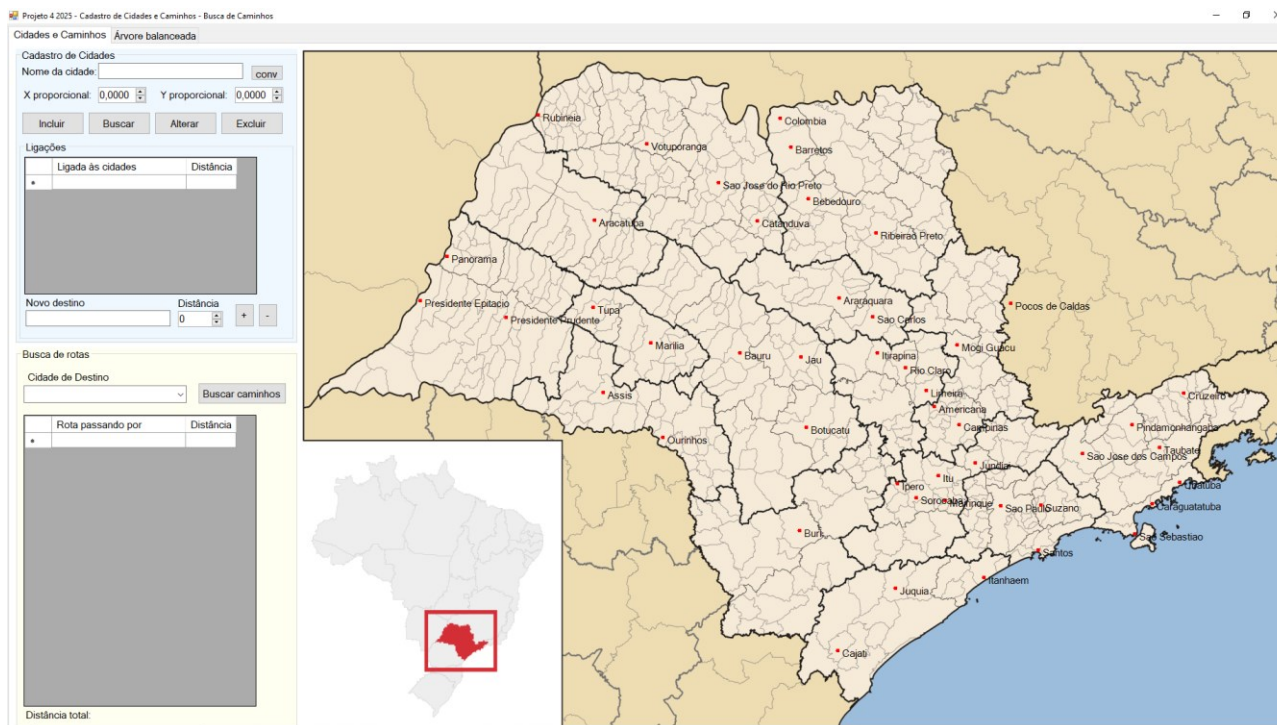 Projeto 4 2025 - Cadastro de Cidades e Caminhos - Busca de Caminhos
Cidades e Caminhos Árvore balanceada
Cadastro de Cidades
Nome da cidade: conv
X proporcional: 0,0000 Y proporcional: 0,0000
Incluir Buscar Alterar Excluir
Ligações
Ligada às cidades Distância
Novo destino Distância
0 + -
Busca de rotas
Cidade de Destino
Buscar caminhos
Rota passando por Distância
Distância total:
Rubineia
Colombia
Votuporanga
Barretos
Sao Jose do Rio Preto
Bebedouro
Aracatuba
Catanduva
Ribeirao Preto
Panorama
Presidente Epitacio
Araraquara
Pocos de Caldas
Tupa
Presidente Prudente
Sao Carlos
Marilia
Mogi Guacu
Bauru
Jau
Itirapina
Rio Claro
Assis
Limeira
Cruzeiro
Americana
Botucatu
Campinas
Pindamonhangaba
Ourinhos
Taubate
Sao Jose dos Campos
Jundiai
Itu
Ipero
Ubatuba
Sorocaba
Mairinque
Sao Paulo
Suzano
Caraguatatuba
Buri
Sao Sebastiao
Santos
Itanhaem
Juquia
Cajati